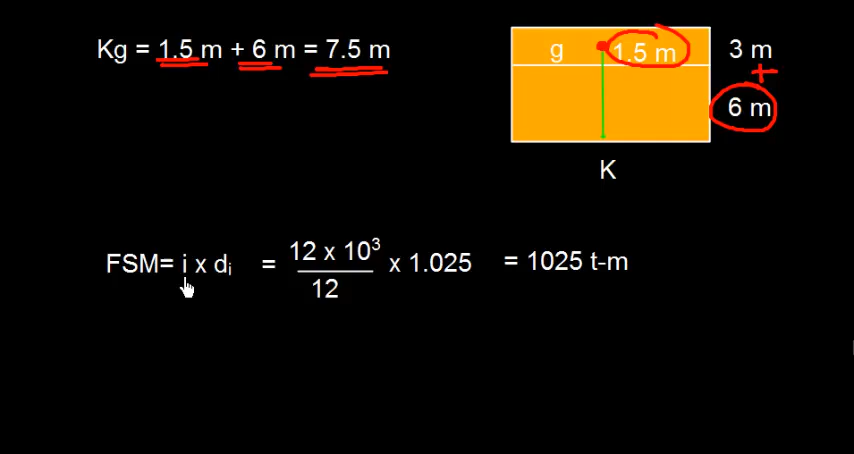 Kg = 1.5 m + 6 m = 7.5 m
g 1.5 m 3 m
+
6 m
K
FSM= i x dᵢ = 12 x 10³ / 12 x 1.025 = 1025 t-m